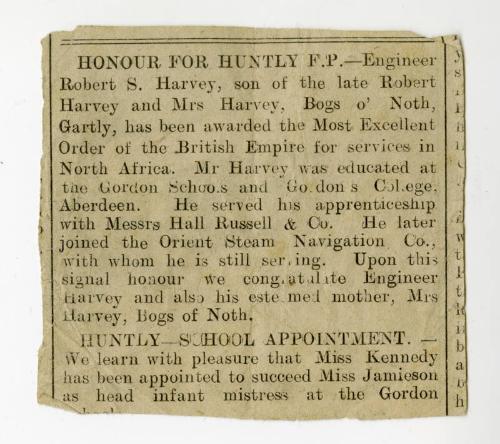 HONOUR FOR HUNTLY F.P.—Engineer
Robert S. Harvey, son of the late Robert
Harvey and Mrs Harvey, Bogs o' Noth,
Gartly, has been awarded the Most Excellent
Order of the British Empire for services in
North Africa. Mr Harvey was educated at
the Gordon Schools and Gordon's College,
Aberdeen. He served his apprenticeship
with Messrs Hall Russell & Co. He later
joined the Orient Steam Navigation Co.,
with whom he is still serving. Upon this
signal honour we congratulate Engineer
Harvey and also his esteemed mother, Mrs
Harvey, Bogs of Noth.
HUNTLY—SCHOOL APPOINTMENT. —
We learn with pleasure that Miss Kennedy
has been appointed to succeed Miss Jamieson
as head infant mistress at the Gordon